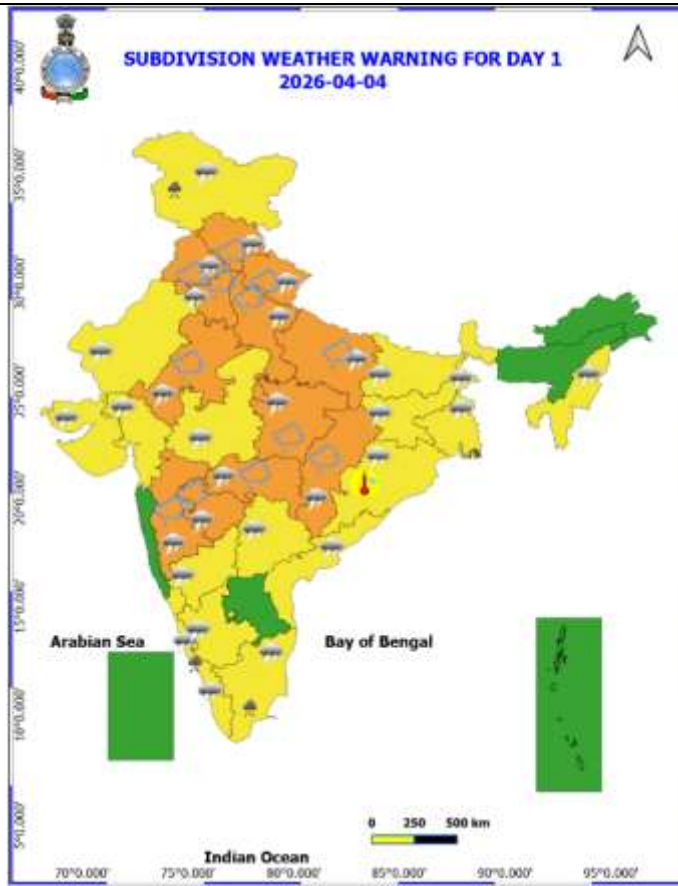 SUBDIVISION WEATHER WARNING FOR DAY 1
2026-04-04
40°0.000'
35°0.000'
30°0.000'
25°0.000'
20°0.000'
15°0.000'
10°0.000'
5°0.000'
Arabian Sea
Bay of Bengal
0 250 500 km
Indian Ocean
70°0.000' 75°0.000' 80°0.000' 85°0.000' 90°0.000' 95°0.000'